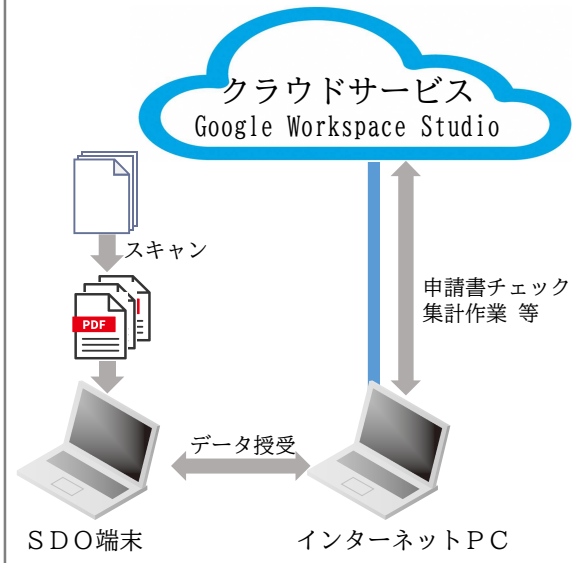 クラウドサービス
Google Workspace Studio
スキャン
PDF
申請書チェック
集計作業 等
データ授受
ＳＤＯ端末
インターネットＰＣ